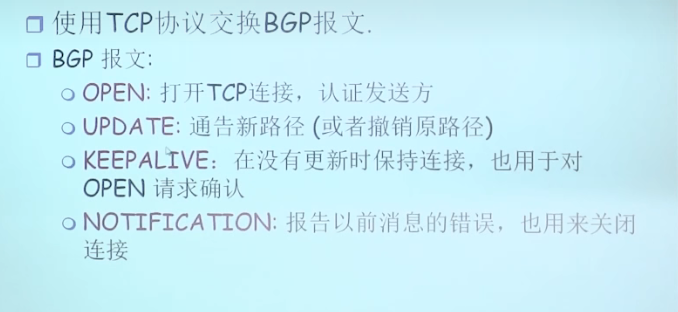 使用TCP协议交换BGP报文.
BGP 报文:
OPEN: 打开TCP连接，认证发送方
UPDATE: 通告新路径 (或者撤销原路径)
KEEPALIVE：在没有更新时保持连接，也用于对
OPEN 请求确认
NOTIFICATION: 报告以前消息的错误，也用来关闭
连接